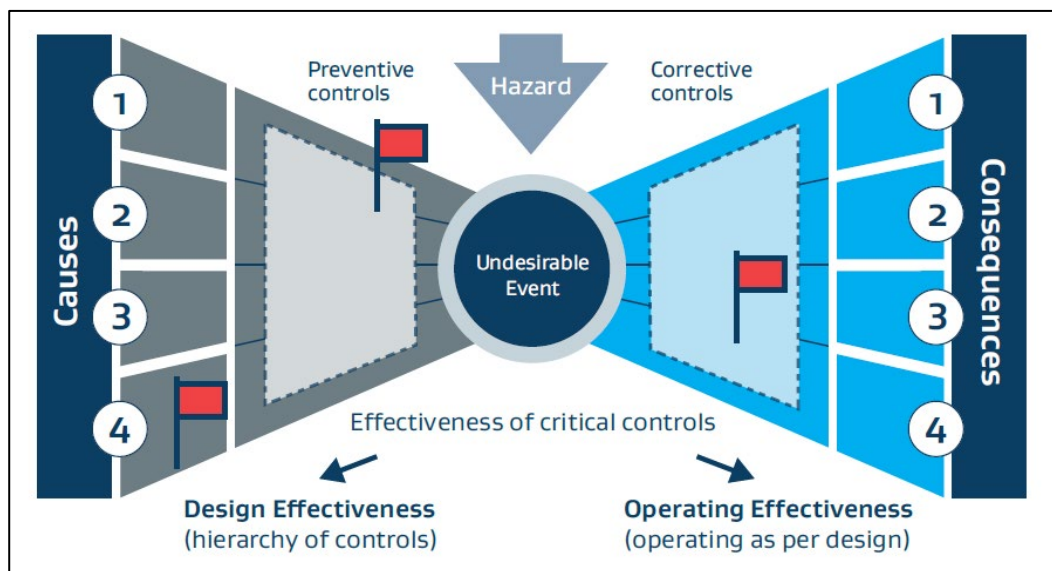 Causes
1
2
3
4
Preventive
controls
Hazard
Corrective
controls
Undesirable
Event
1
2
3
4
Consequences
Effectiveness of critical controls
Design Effectiveness
(hierarchy of controls)
Operating Effectiveness
(operating as per design)